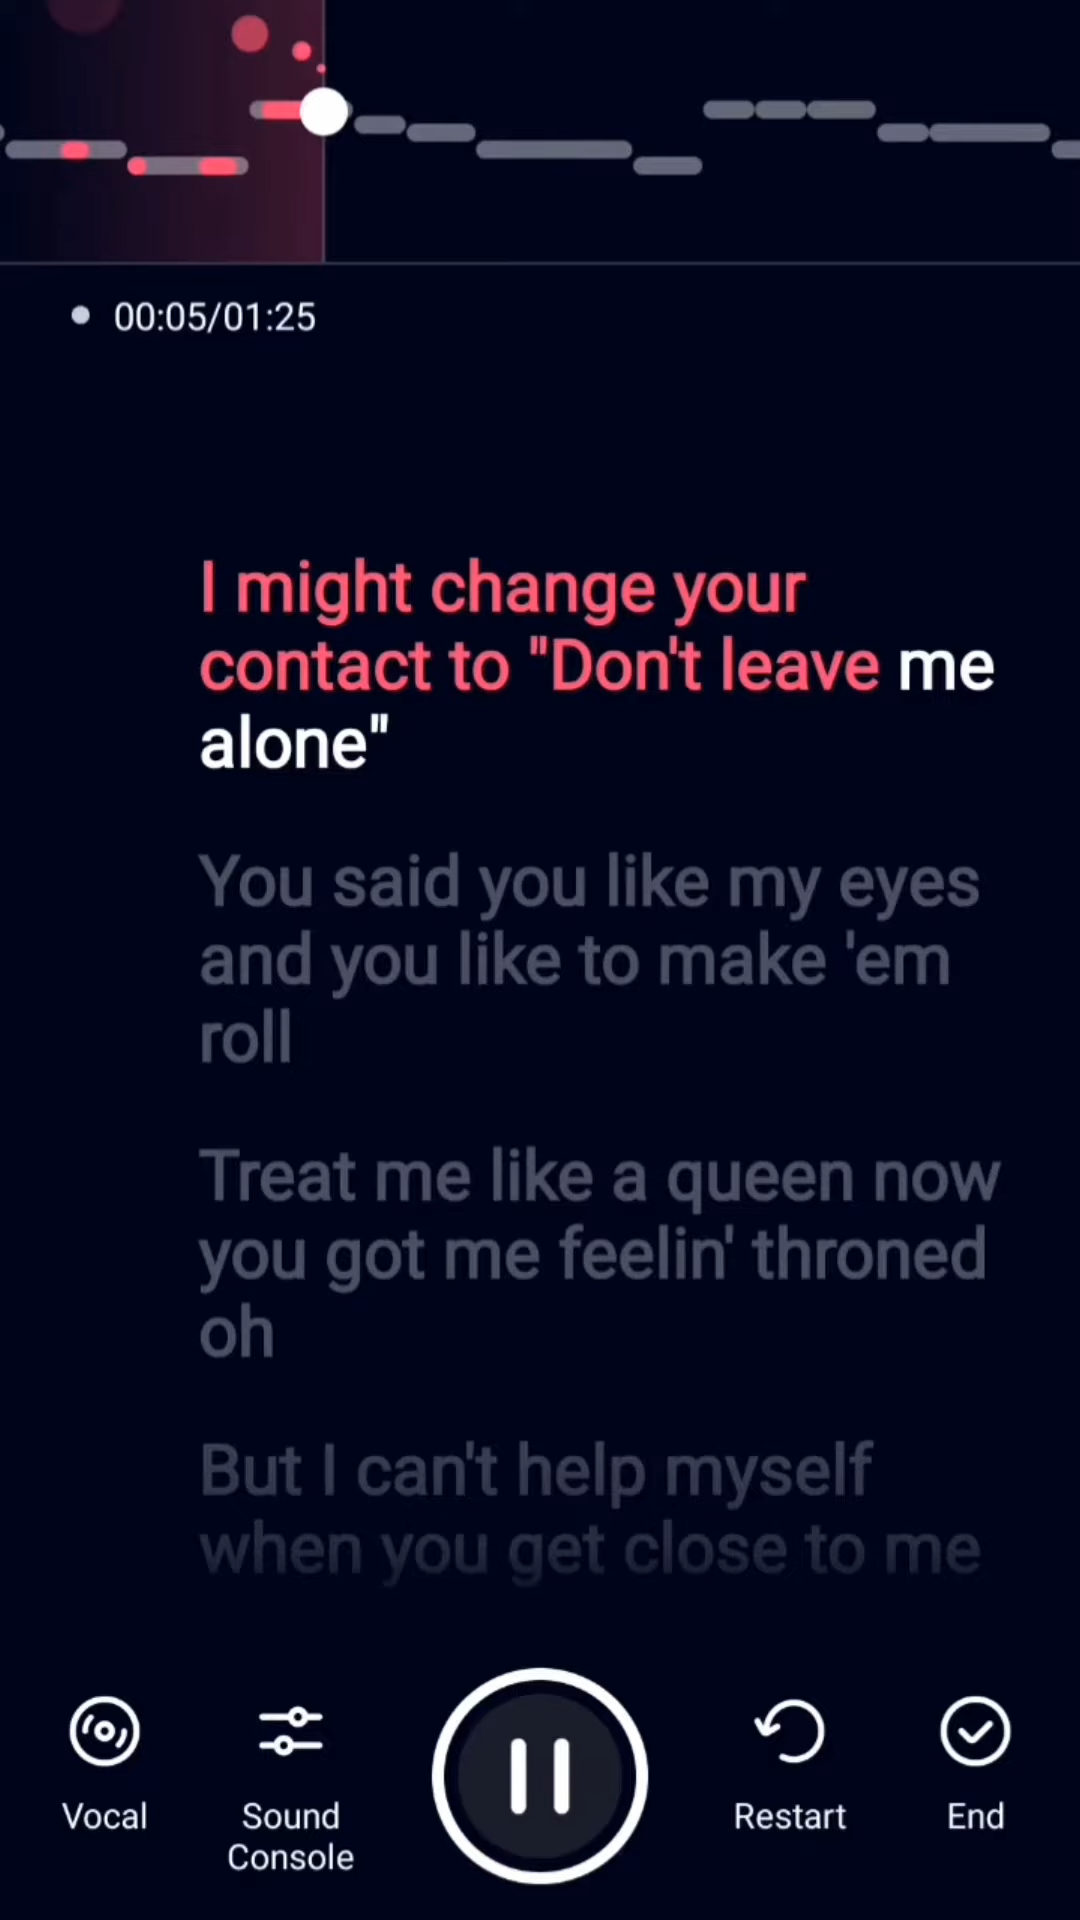 00:05/01:25
I might change your
contact to "Don't leave me
alone"
You said you like my eyes
and you like to make 'em
roll
Treat me like a queen now
you got me feelin' throned
oh
But I can't help myself
when you get close to me
Vocal
Sound
Console
Restart
End